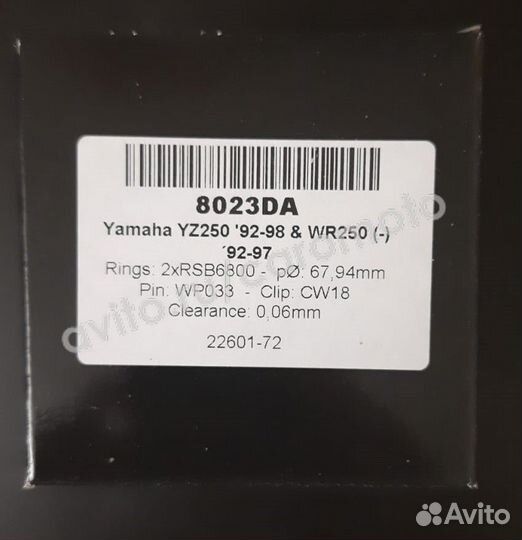 8023DA
Yamaha YZ250 '92-98 & WR250 (-)
´92-97
Rings: 2xRSB6800 - pØ: 67,94mm
Pin: WP033 - Clip: CW18
Clearance: 0,06mm
22601-72
Avito